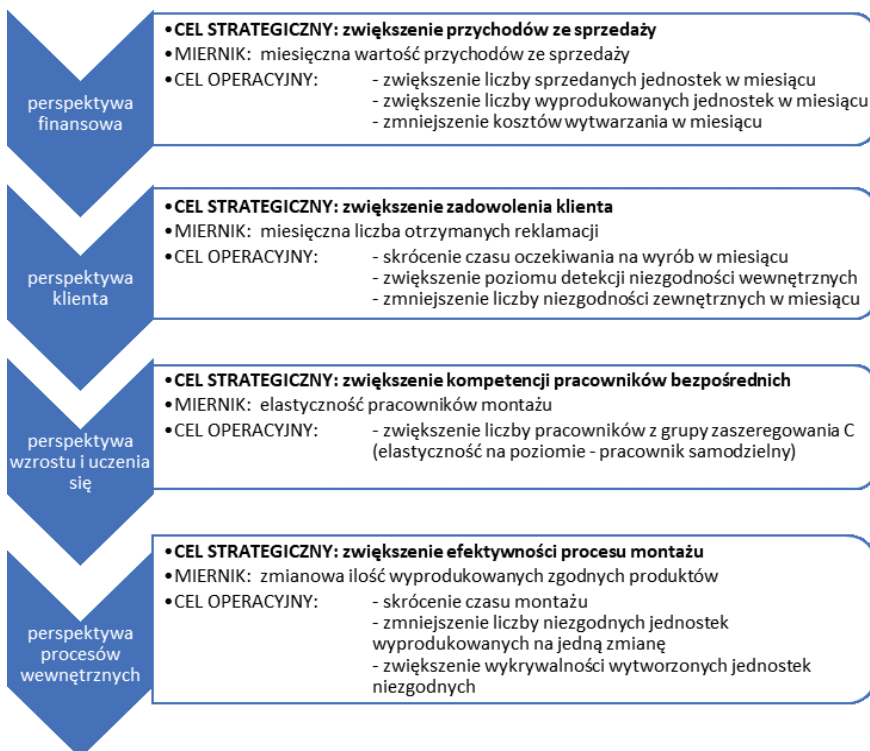 perspektywa
finansowa
•CEL STRATEGICZNY: zwiększenie przychodów ze sprzedaży
•MIERNIK: miesięczna wartość przychodów ze sprzedaży
•CEL OPERACYJNY: - zwiększenie liczby sprzedanych jednostek w miesiącu
- zwiększenie liczby wyprodukowanych jednostek w miesiącu
- zmniejszenie kosztów wytwarzania w miesiącu
perspektywa
klienta
•CEL STRATEGICZNY: zwiększenie zadowolenia klienta
•MIERNIK: miesięczna liczba otrzymanych reklamacji
•CEL OPERACYJNY: - skrócenie czasu oczekiwania na wyrób w miesiącu
- zwiększenie poziomu detekcji niezgodności wewnętrznych
- zmniejszenie liczby niezgodności zewnętrznych w miesiącu
perspektywa
wzrostu i uczenia
się
•CEL STRATEGICZNY: zwiększenie kompetencji pracowników bezpośrednich
•MIERNIK: elastyczność pracowników montażu
•CEL OPERACYJNY: - zwiększenie liczby pracowników z grupy zaszeregowania C
(elastyczność na poziomie - pracownik samodzielny)
perspektywa
procesów
wewnętrznych
•CEL STRATEGICZNY: zwiększenie efektywności procesu montażu
•MIERNIK: zmianowa ilość wyprodukowanych zgodnych produktów
•CEL OPERACYJNY: - skrócenie czasu montażu
- zmniejszenie liczby niezgodnych jednostek
wyprodukowanych na jedną zmianę
- zwiększenie wykrywalności wytworzonych jednostek
niezgodnych